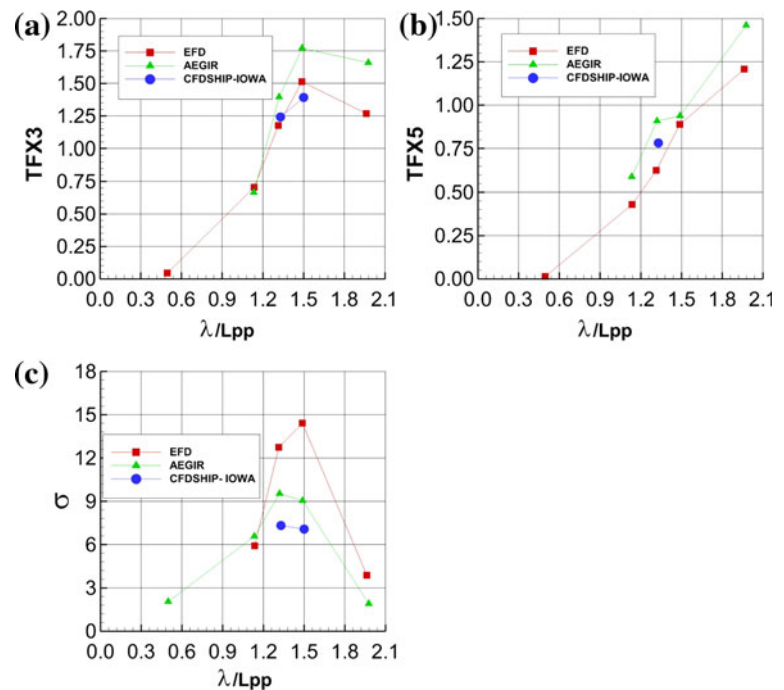 (a)
TFX3
2.00
1.75
1.50
1.25
1.00
0.75
0.50
0.25
0.00
EFD
AEGIR
CFDSHIP-IOWA
0.0 0.3 0.6 0.9 1.2 1.5 1.8 2.1
λ/Lpp
(b)
TFX5
1.50
1.25
1.00
0.75
0.50
0.25
0.00
EFD
AEGIR
CFDSHIP-IOWA
0.0 0.3 0.6 0.9 1.2 1.5 1.8 2.1
λ/Lpp
(c)
σ
18
15
12
9
6
3
0
EFD
AEGIR
CFDSHIP- IOWA
0.0 0.3 0.6 0.9 1.2 1.5 1.8 2.1
λ/Lpp